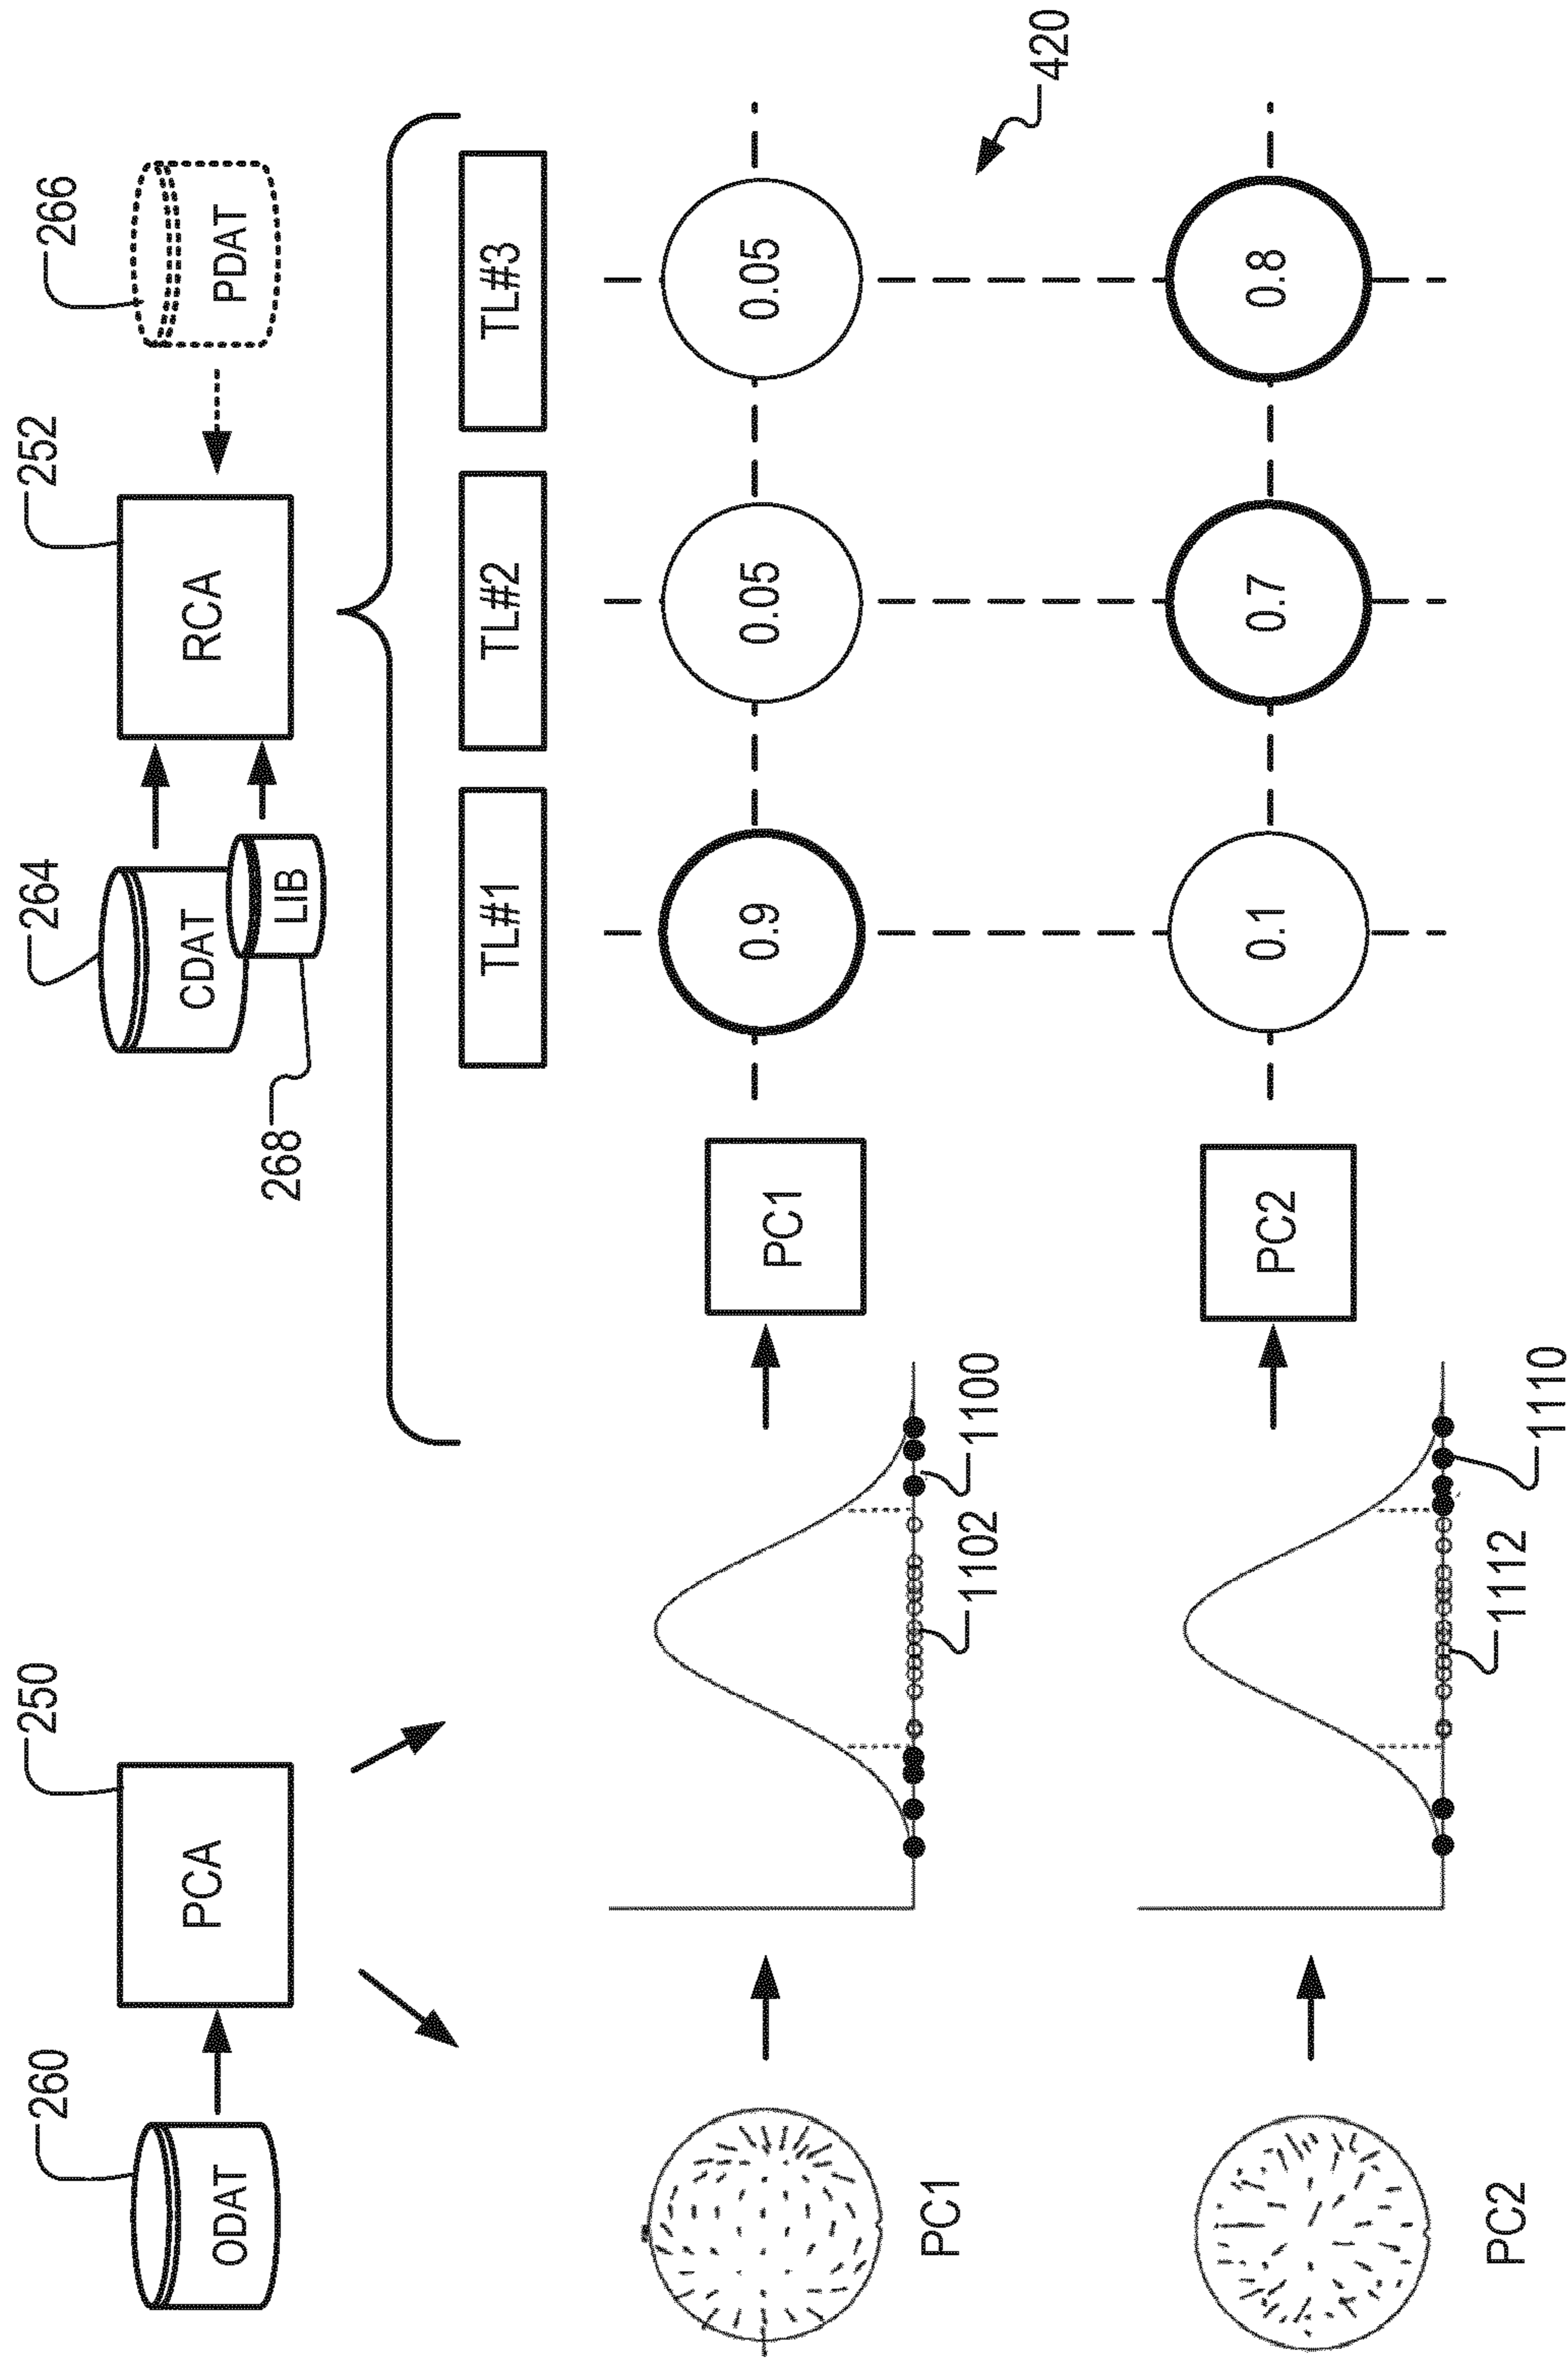 260
250
264
252
266
ODAT
PCA
CDAT
RCA
PDAT
LIB
268
TL#1
TL#2
TL#3
PC1
0.9
0.05
0.05
1102
1100
PC1
420
PC2
0.1
0.7
0.8
1112
1110
PC2